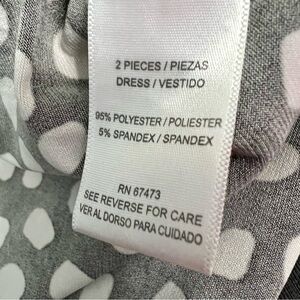 2 PIECES / PIEZAS
DRESS / VESTIDO
95% POLYESTER / POLIESTER
5% SPANDEX / SPANDEX
RN 67473
SEE REVERSE FOR CARE
VER AL DORSO PARA CUIDADO